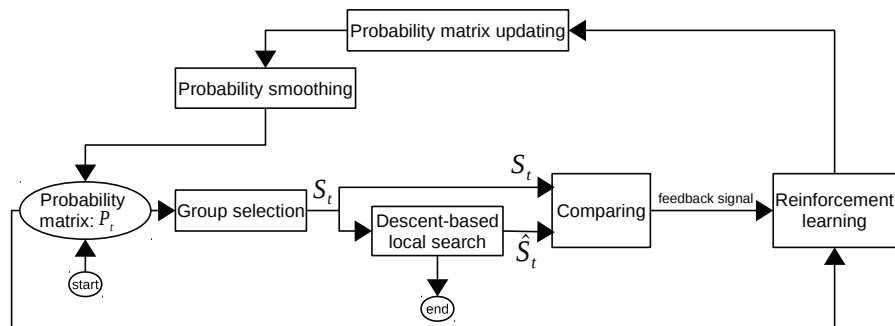 Probability matrix updating
Probability smoothing
Probability
matrix: P_t
start
Group selection
S_t
S_t
Descent-based
local search
Ŝ_t
end
Comparing
feedback signal
Reinforcement
learning